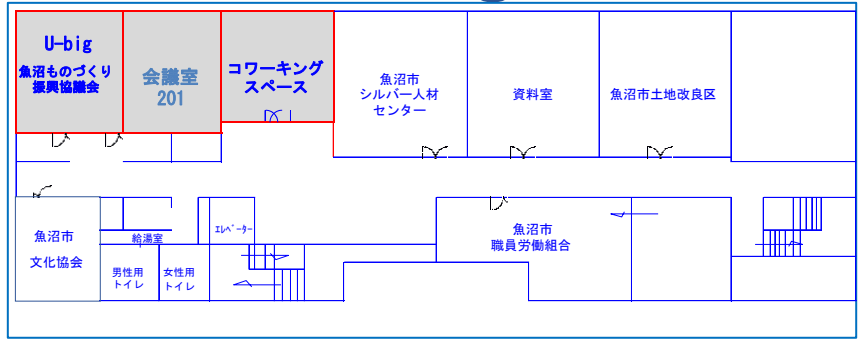 U-big
魚沼ものづくり
振興協議会
会議室
201
コワーキング
スペース
魚沼市
シルバー人材
センター
資料室
魚沼市土地改良区
魚沼市
文化協会
給湯室
男性用
トイレ
女性用
トイレ
ｴﾚﾍﾞｰﾀｰ
魚沼市
職員労働組合